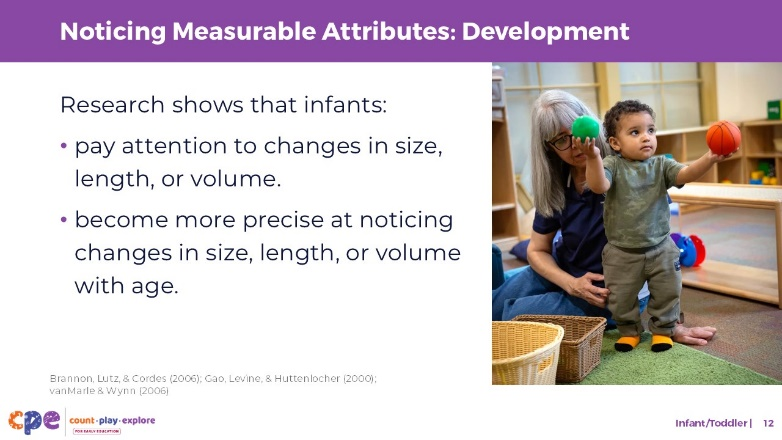 Noticing Measurable Attributes: Development
Research shows that infants:
• pay attention to changes in size,
length, or volume.
• become more precise at noticing
changes in size, length, or volume
with age.
Brannon, Lutz, & Cordes (2006); Gao, Levine, & Huttenlocher (2000);
vanMarle & Wynn (2006)
cpe
count•play•explore
FOR EARLY EDUCATION
Infant/Toddler | 12